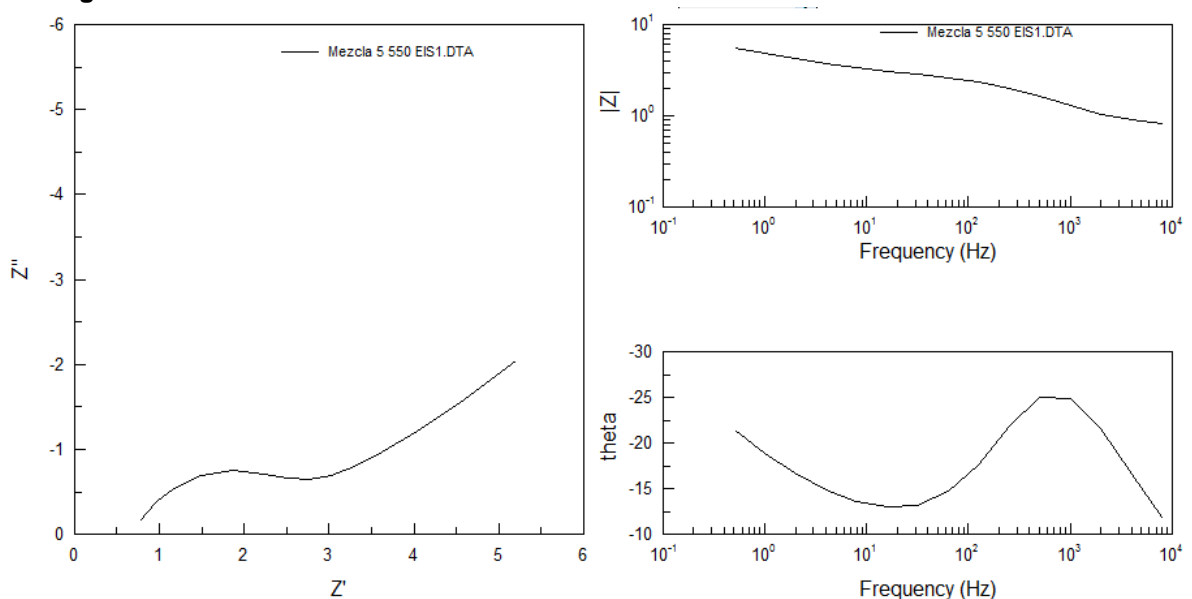 -6
-5
-4
-3
-2
-1
0
Z"
Mezcla 5 550 EIS1.DTA
0 1 2 3 4 5 6
Z'
10^1
10^0
10^-1
|Z|
Mezcla 5 550 EIS1.DTA
10^-1 10^0 10^1 10^2 10^3 10^4
Frequency (Hz)
-30
-25
-20
-15
-10
theta
10^-1 10^0 10^1 10^2 10^3 10^4
Frequency (Hz)